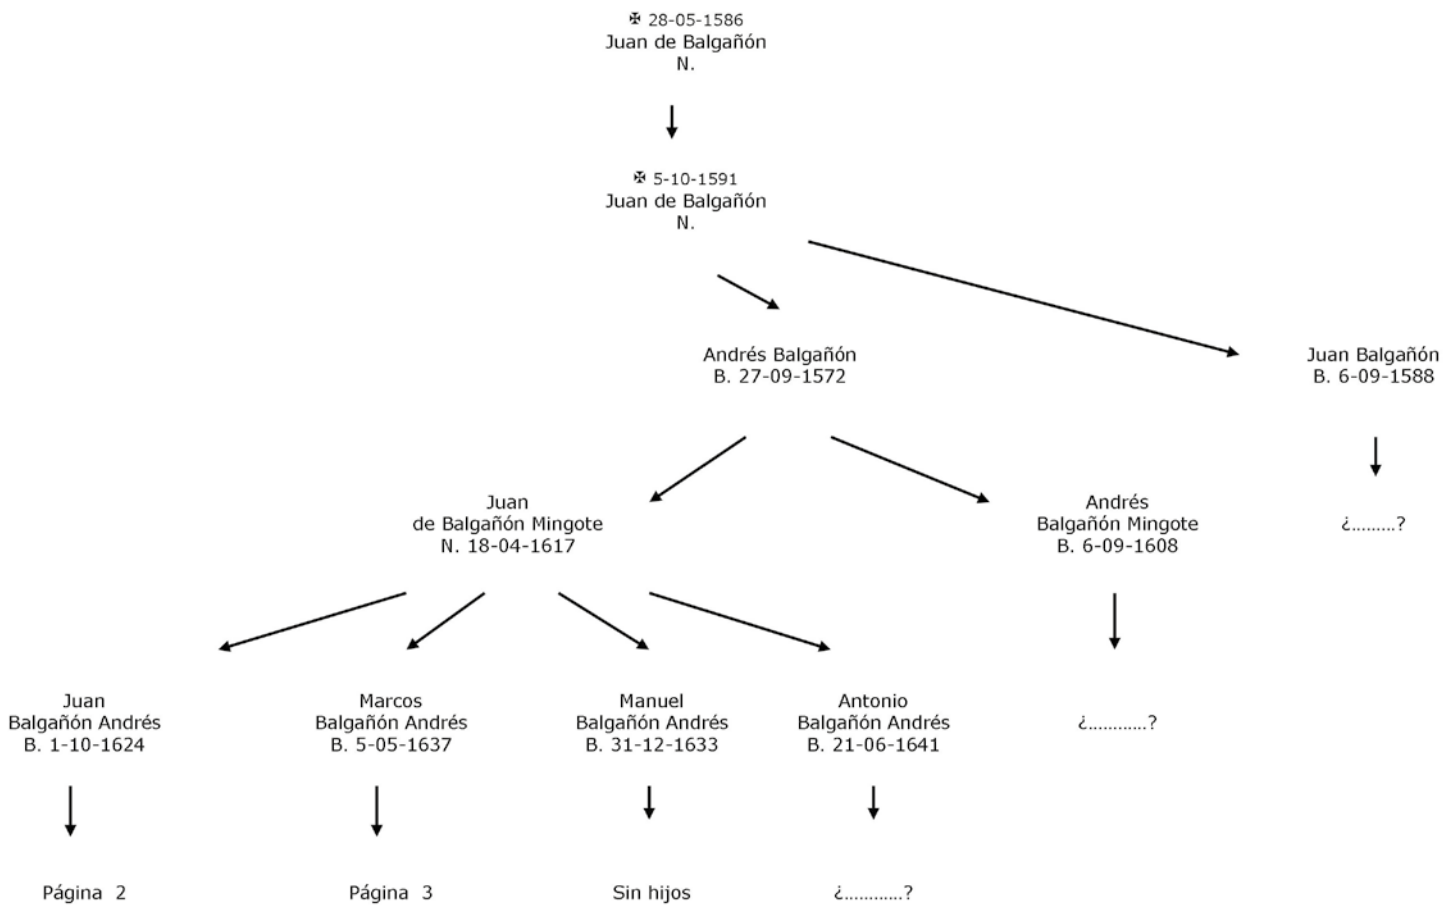 ✠ 28-05-1586
Juan de Balgañón
N.
✠ 5-10-1591
Juan de Balgañón
N.
Andrés Balgañón
B. 27-09-1572
Juan Balgañón
B. 6-09-1588
Juan
de Balgañón Mingote
N. 18-04-1617
Andrés
Balgañón Mingote
B. 6-09-1608
¿.........?
Juan
Balgañón Andrés
B. 1-10-1624
Marcos
Balgañón Andrés
B. 5-05-1637
Manuel
Balgañón Andrés
B. 31-12-1633
Antonio
Balgañón Andrés
B. 21-06-1641
¿............?
Página 2
Página 3
Sin hijos
¿............?